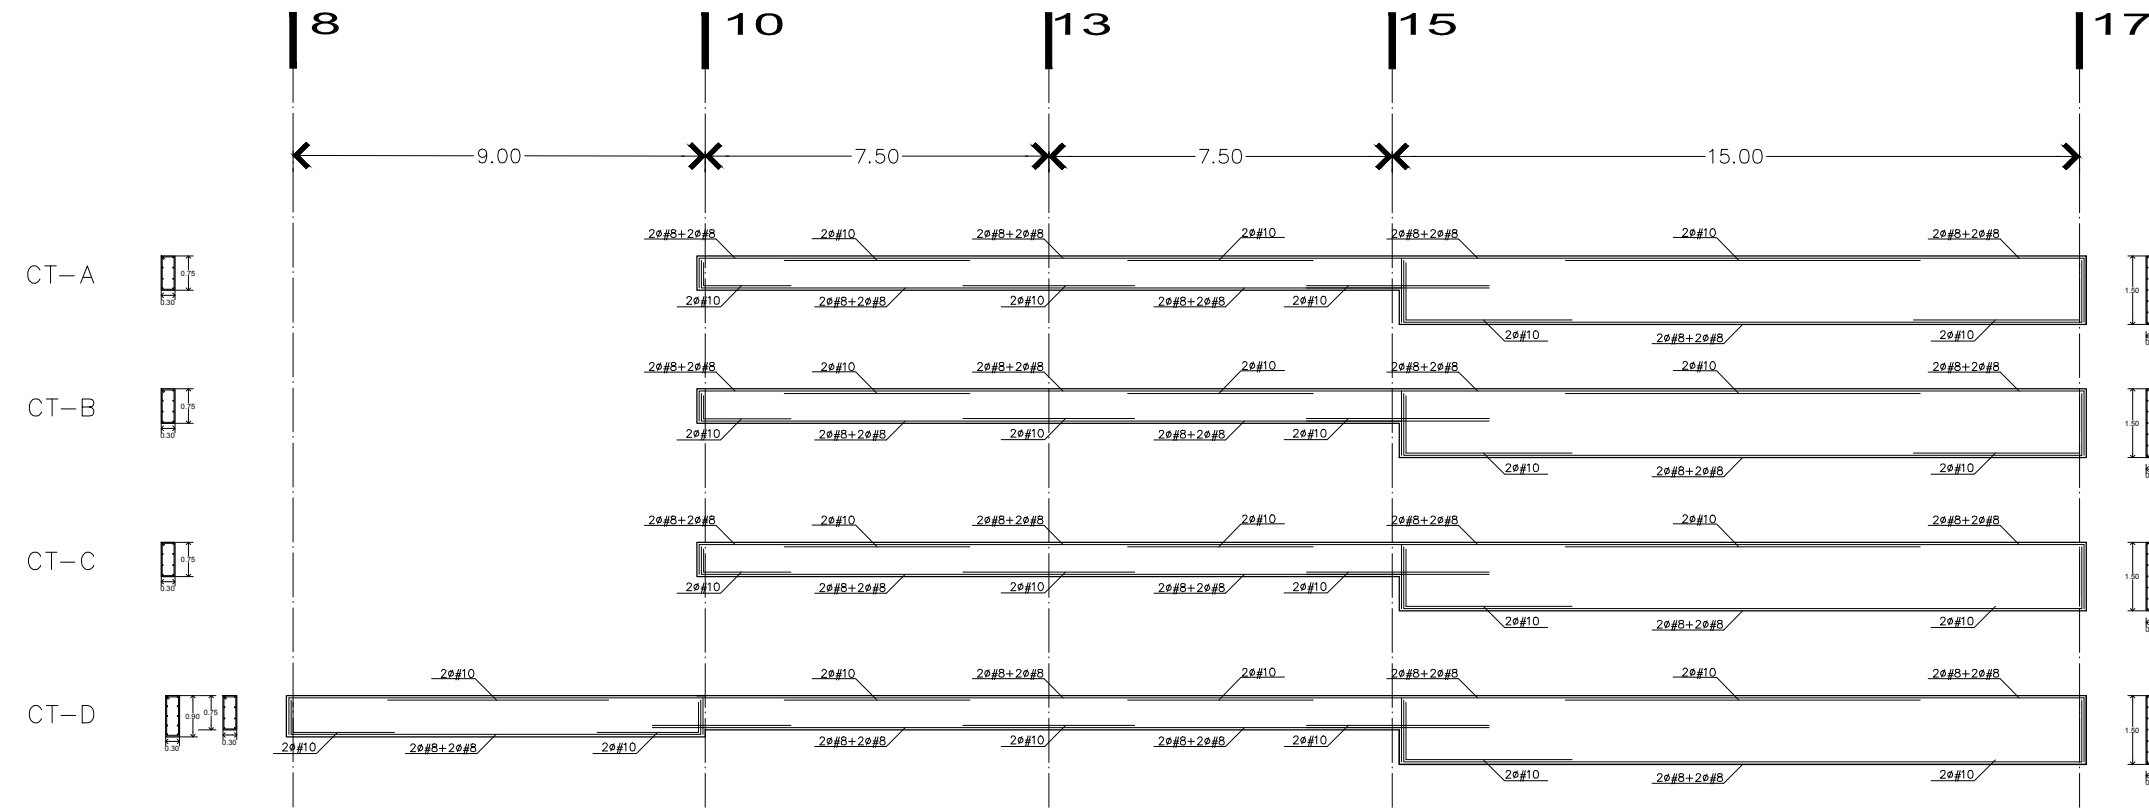 8 10 13 15 17
9.00 7.50 7.50 15.00
2ø#8+2ø#8 2ø#10 2ø#8+2ø#8 2ø#10 2ø#8+2ø#8 2ø#10 2ø#8+2ø#8
CT-A 0.75 0.30 1.50
2ø#10 2ø#8+2ø#8 2ø#10 2ø#8+2ø#8 2ø#10
2ø#10 2ø#8+2ø#8 2ø#10
2ø#8+2ø#8 2ø#10 2ø#8+2ø#8 2ø#10 2ø#8+2ø#8 2ø#10 2ø#8+2ø#8
CT-B 0.75 0.30 1.50
2ø#10 2ø#8+2ø#8 2ø#10 2ø#8+2ø#8 2ø#10
2ø#10 2ø#8+2ø#8 2ø#10
2ø#8+2ø#8 2ø#10 2ø#8+2ø#8 2ø#10 2ø#8+2ø#8 2ø#10 2ø#8+2ø#8
CT-C 0.75 0.30 1.50
2ø#10 2ø#8+2ø#8 2ø#10 2ø#8+2ø#8 2ø#10
2ø#10 2ø#8+2ø#8 2ø#10
2ø#10 2ø#10 2ø#8+2ø#8 2ø#10 2ø#8+2ø#8 2ø#10 2ø#8+2ø#8
CT-D 0.90 0.30 0.75 0.30 1.50
2ø#10 2ø#8+2ø#8 2ø#10 2ø#8+2ø#8 2ø#10 2ø#8+2ø#8 2ø#10
2ø#10 2ø#8+2ø#8 2ø#10